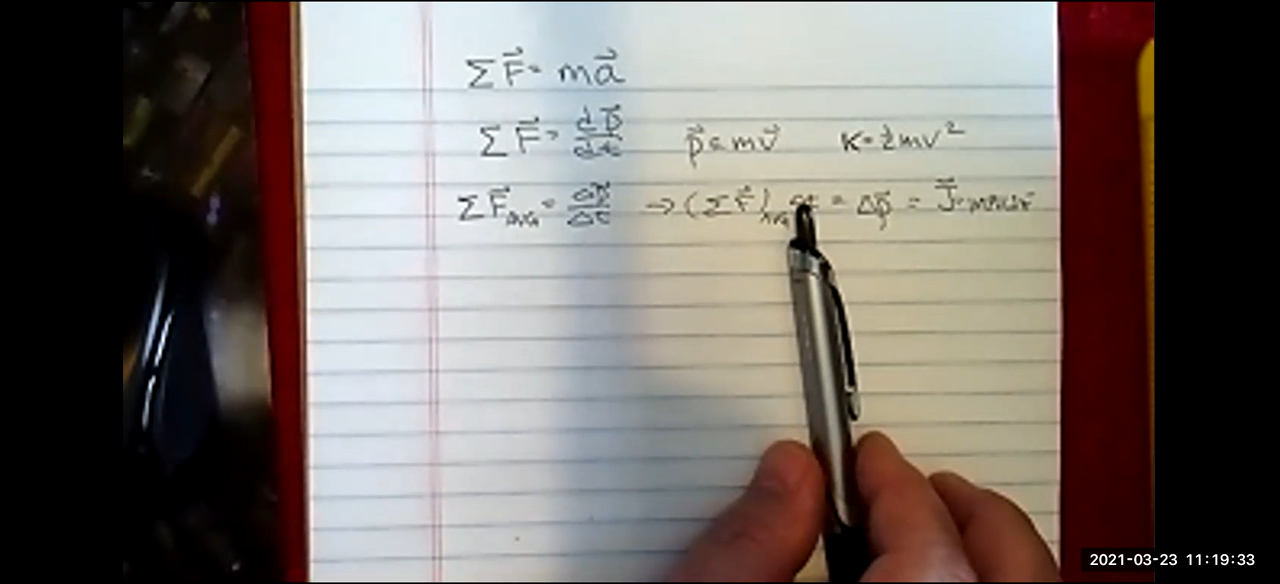 ΣF⃗ = ma⃗
ΣF⃗ = dp⃗/dt p⃗ = mv⃗ K = ½mv²
ΣF⃗AVG = Δp⃗/Δt → (ΣF⃗)AVG Δt = Δp⃗ = J⃗
2021-03-23 11:19:33